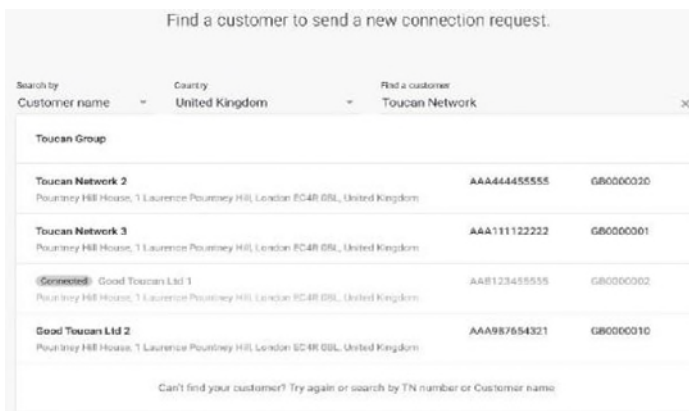 Find a customer to send a new connection request.
Search by Country Find a customer
Customer name United Kingdom Toucan Network ×
Toucan Group
Toucan Network 2 AAA444455555 GB0000020
Pountney Hill House, 1 Laurence Pountney Hill, London EC4R 0BL, United Kingdom
Toucan Network 3 AAA111122222 GB0000001
Pountney Hill House, 1 Laurence Pountney Hill, London EC4R 0BL, United Kingdom
Connected Good Toucan Ltd 1 AAB123455555 GB0000002
Pountney Hill House, 1 Laurence Pountney Hill, London EC4R 0BL, United Kingdom
Good Toucan Ltd 2 AAA987654321 GB0000010
Pountney Hill House, 1 Laurence Pountney Hill, London EC4R 0BL, United Kingdom
Can't find your customer? Try again or search by TN number or Customer name